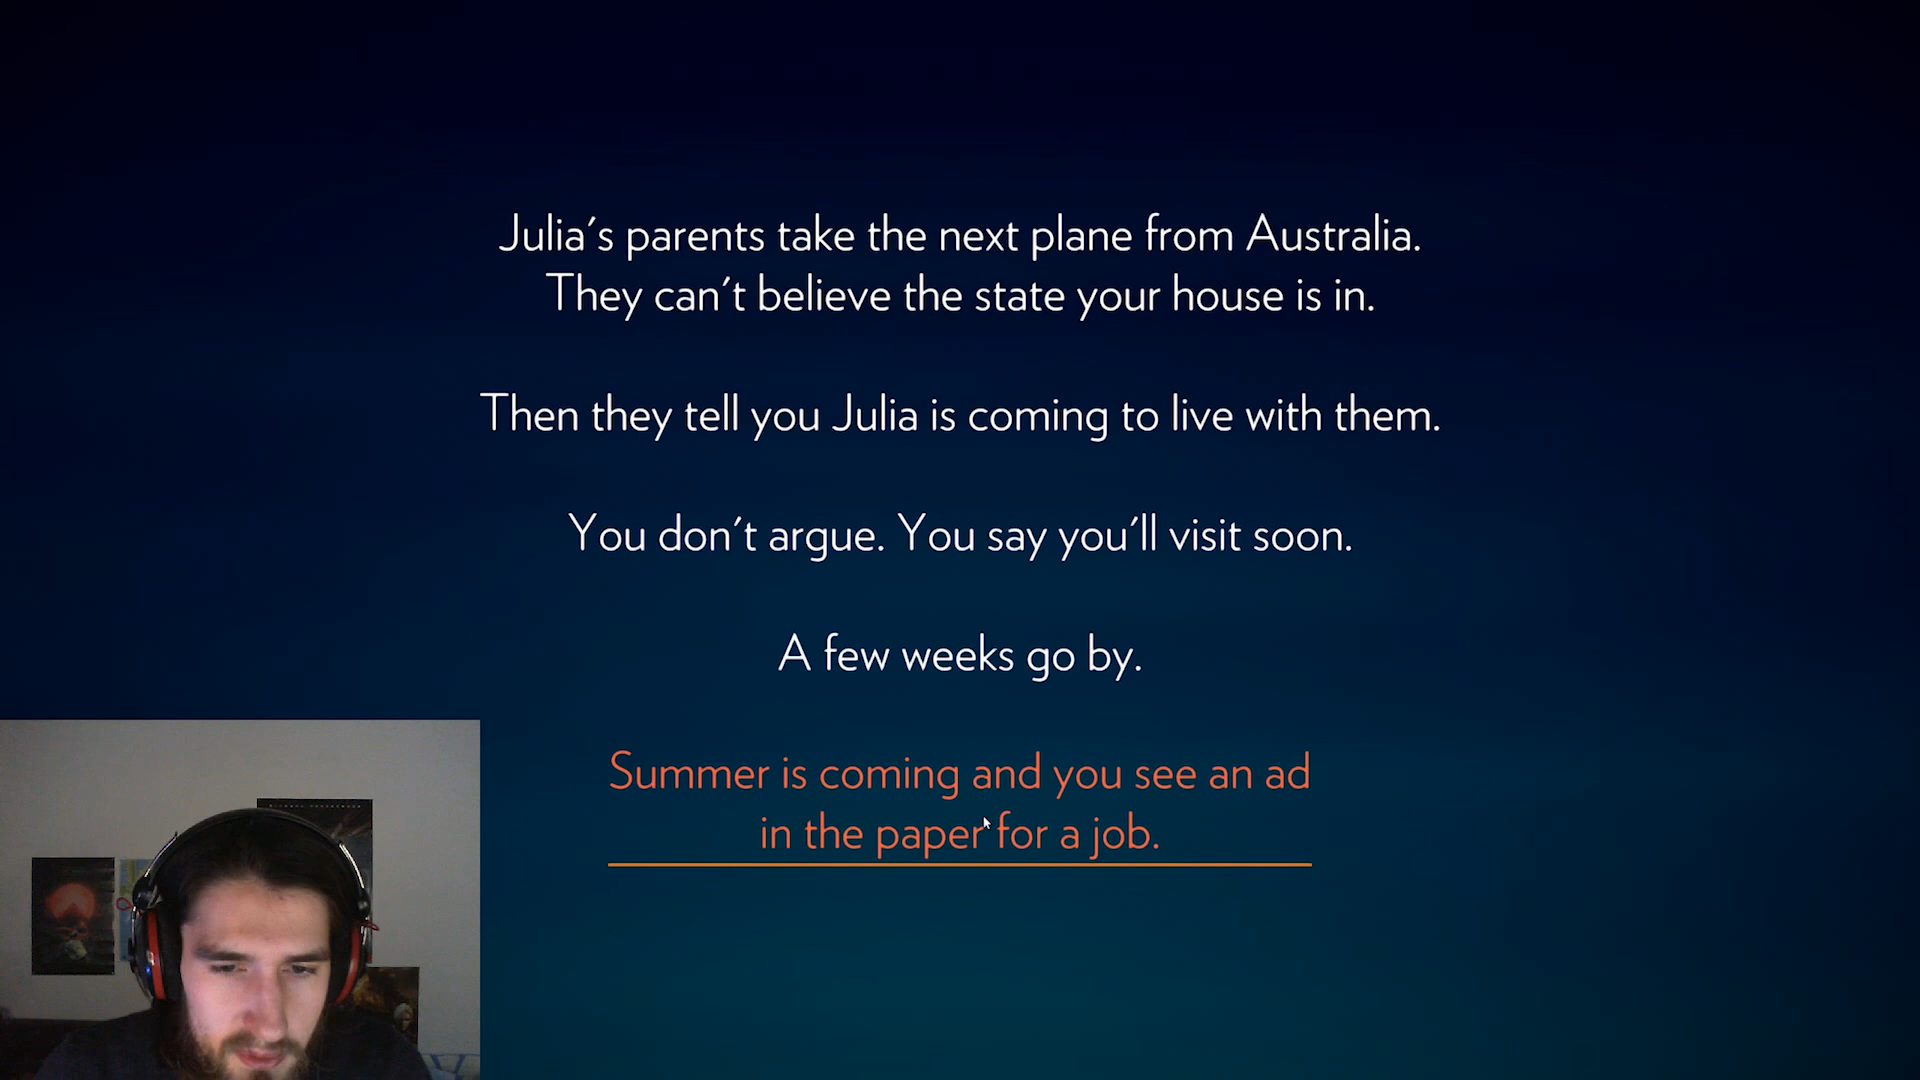 Julia's parents take the next plane from Australia.
They can't believe the state your house is in.
Then they tell you Julia is coming to live with them.
You don't argue. You say you'll visit soon.
A few weeks go by.
Summer is coming and you see an ad
in the paper for a job.